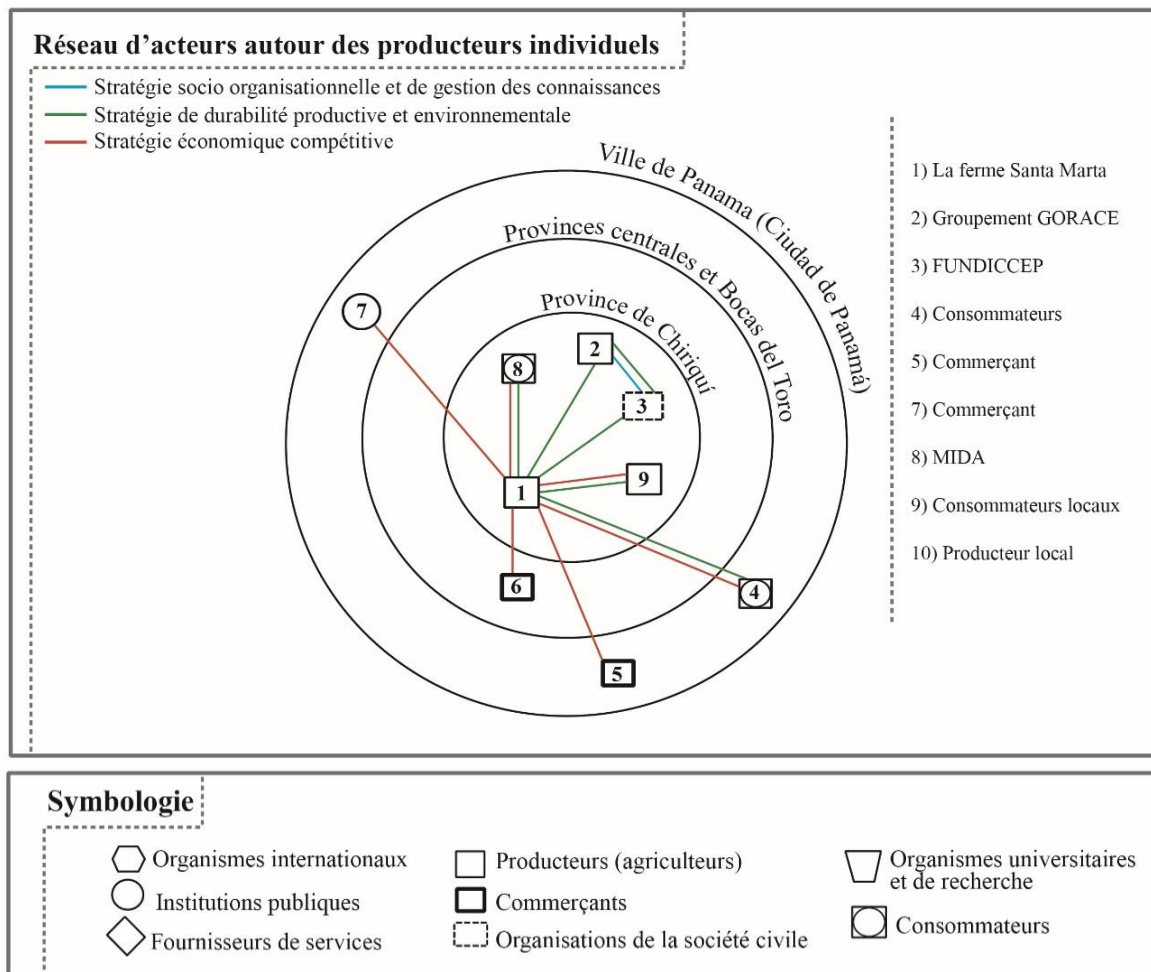 Réseau d'acteurs autour des producteurs individuels
Stratégie socio organisationnelle et de gestion des connaissances
Stratégie de durabilité productive et environnementale
Stratégie économique compétitive
Ville de Panama (Ciudad de Panamá)
Provinces centrales et Bocas del Toro
Province de Chiriquí
7
8
2
3
1
9
6
4
5
1) La ferme Santa Marta
2) Groupement GORACE
3) FUNDICCEP
4) Consommateurs
5) Commerçant
7) Commerçant
8) MIDA
9) Consommateurs locaux
10) Producteur local
Symbologie
Organismes internaux
Institutions publiques
Fournisseurs de services
Producteurs (agriculteurs)
Commerçants
Organisations de la société civile
Organismes universitaires
et de recherche
Consommateurs